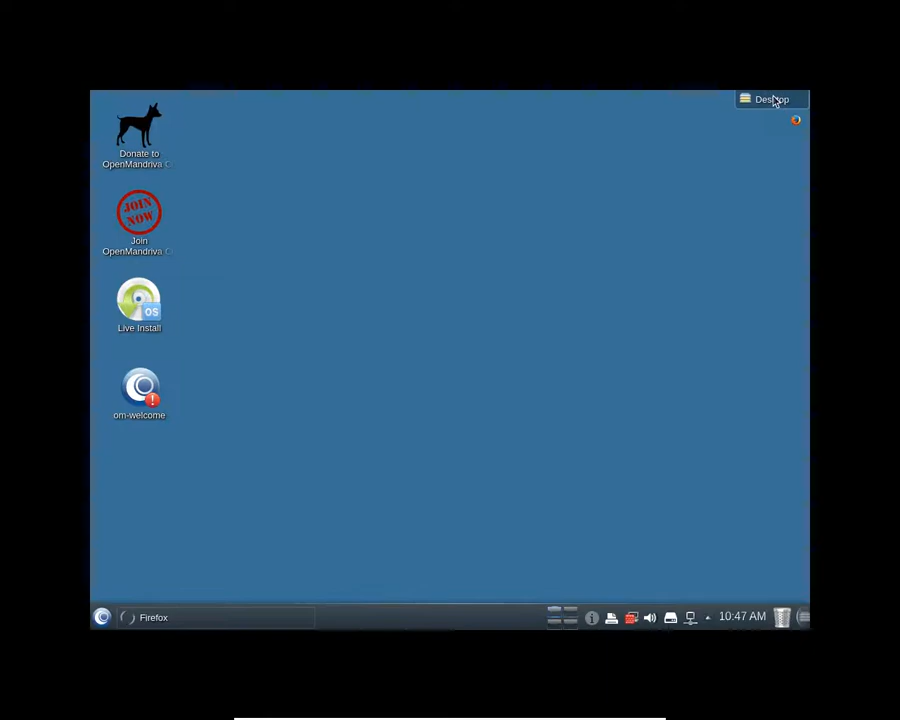 Desktop
Donate to
OpenMandriva
JOIN
NOW
Join
OpenMandriva
OS
Live Install
om-welcome
Firefox
10:47 AM